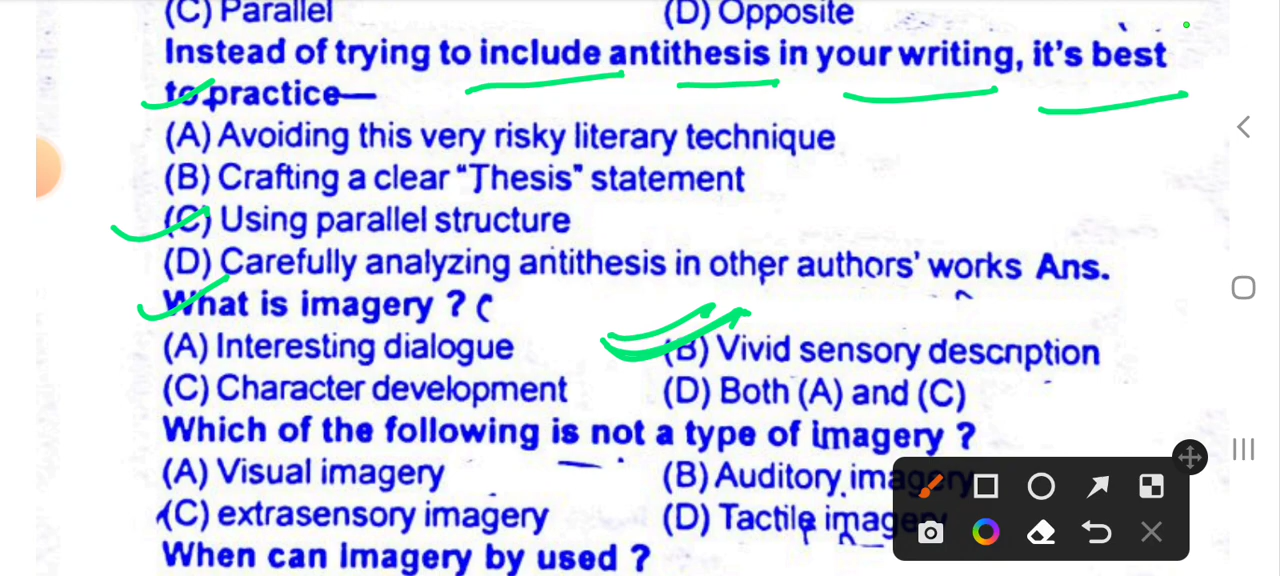 (C) Parallel (D) Opposite
Instead of trying to include antithesis in your writing, it's best
to practice—
(A) Avoiding this very risky literary technique
(B) Crafting a clear "Thesis" statement
(C) Using parallel structure
(D) Carefully analyzing antithesis in other authors' works Ans.
What is imagery ? (
(A) Interesting dialogue (B) Vivid sensory description
(C) Character development (D) Both (A) and (C)
Which of the following is not a type of imagery ?
(A) Visual imagery (B) Auditory imagery
(C) extrasensory imagery (D) Tactile imagery
When can imagery by used ?